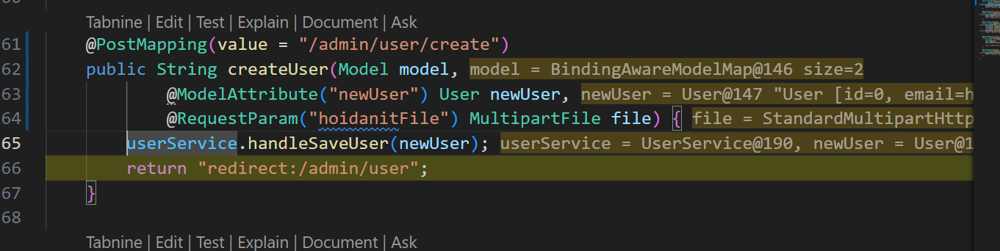 Tabnine | Edit | Test | Explain | Document | Ask
61 @PostMapping(value = "/admin/user/create")
62 public String createUser(Model model, model = BindingAwareModelMap@146 size=2
63 @ModelAttribute("newUser") User newUser, newUser = User@147 "User [id=0, email=h
64 @RequestParam("hoidanitFile") MultipartFile file) { file = StandardMultipartHttp
65 userService.handleSaveUser(newUser); userService = UserService@190, newUser = User@1
66 return "redirect:/admin/user";
67 }
68
Tabnine | Edit | Test | Explain | Document | Ask